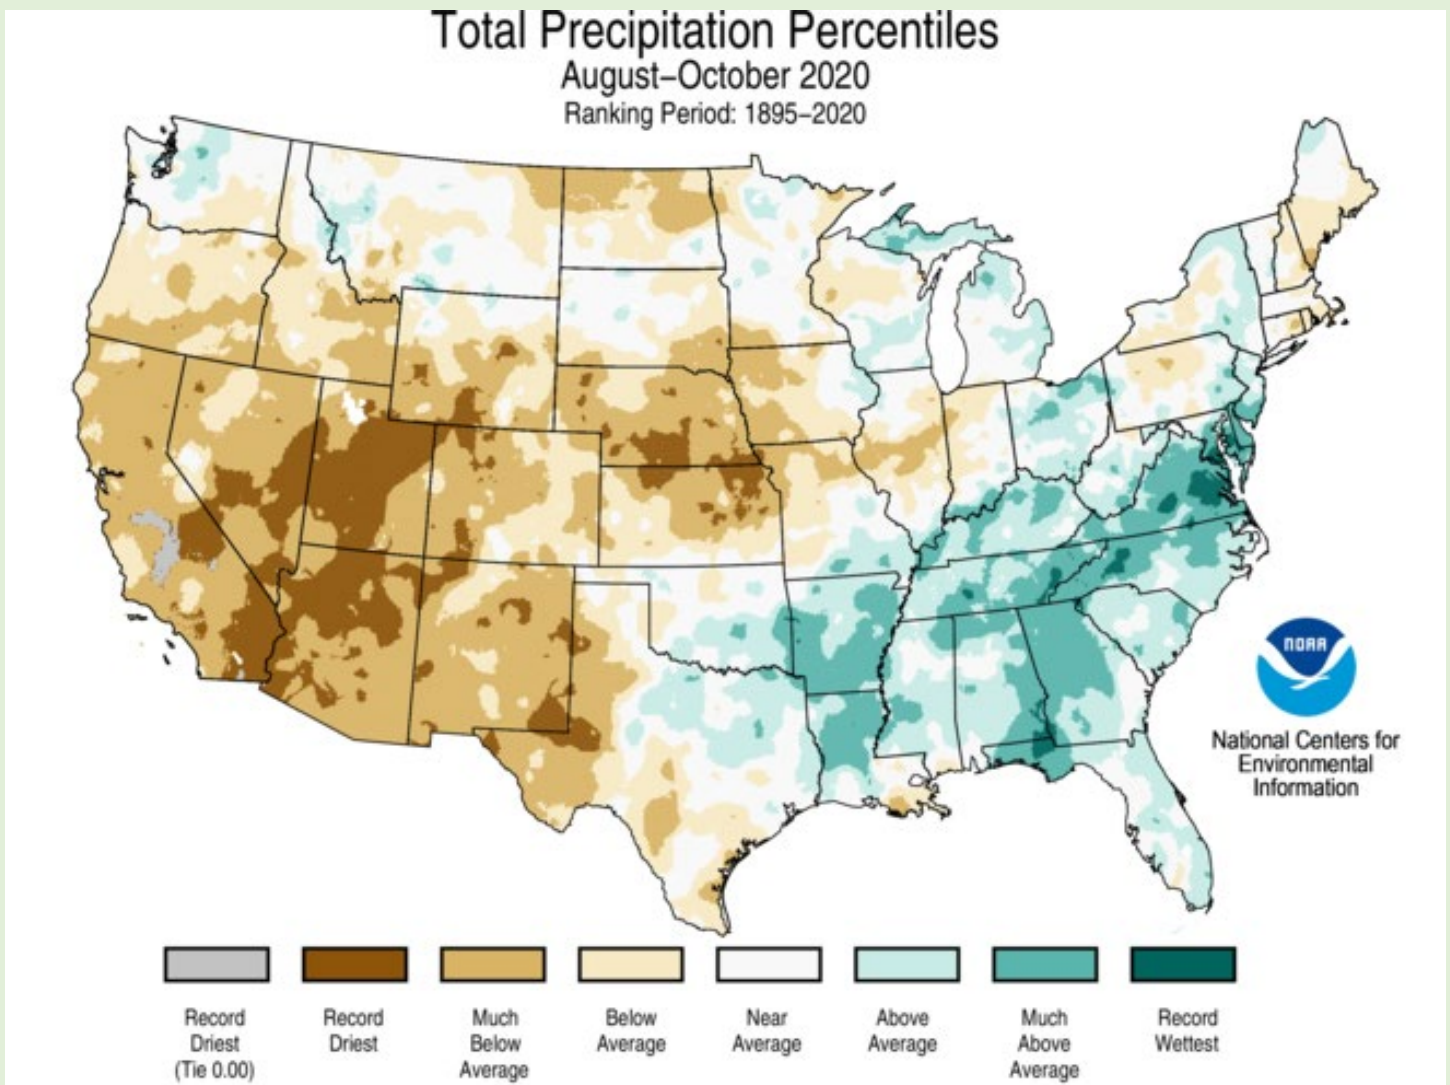 Total Precipitation Percentiles
August–October 2020
Ranking Period: 1895–2020
NOAA
National Centers for
Environmental
Information
Record
Driest
(Tie 0.00)
Record
Driest
Much
Below
Average
Below
Average
Near
Average
Above
Average
Much
Above
Average
Record
Wettest